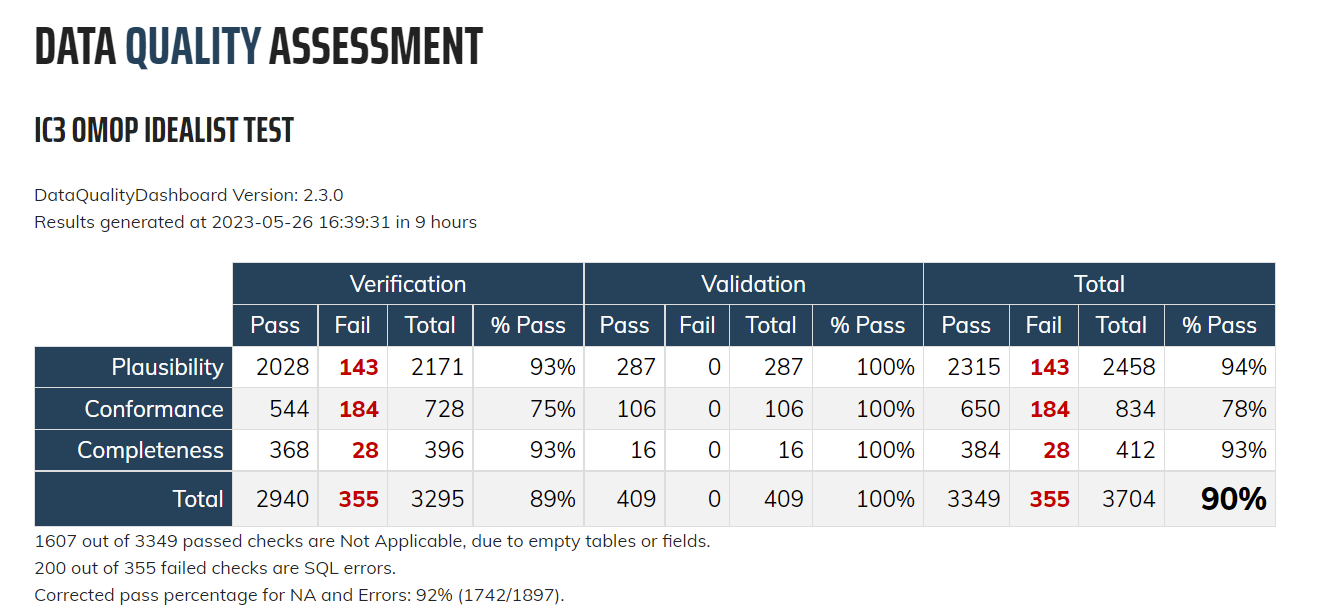 DATA QUALITY ASSESSMENT
IC3 OMOP IDEALIST TEST
DataQualityDashboard Version: 2.3.0
Results generated at 2023-05-26 16:39:31 in 9 hours
Verification Validation Total
Pass Fail Total % Pass Pass Fail Total % Pass Pass Fail Total % Pass
Plausibility 2028 143 2171 93% 287 0 287 100% 2315 143 2458 94%
Conformance 544 184 728 75% 106 0 106 100% 650 184 834 78%
Completeness 368 28 396 93% 16 0 16 100% 384 28 412 93%
Total 2940 355 3295 89% 409 0 409 100% 3349 355 3704 90%
1607 out of 3349 passed checks are Not Applicable, due to empty tables or fields.
200 out of 355 failed checks are SQL errors.
Corrected pass percentage for NA and Errors: 92% (1742/1897).